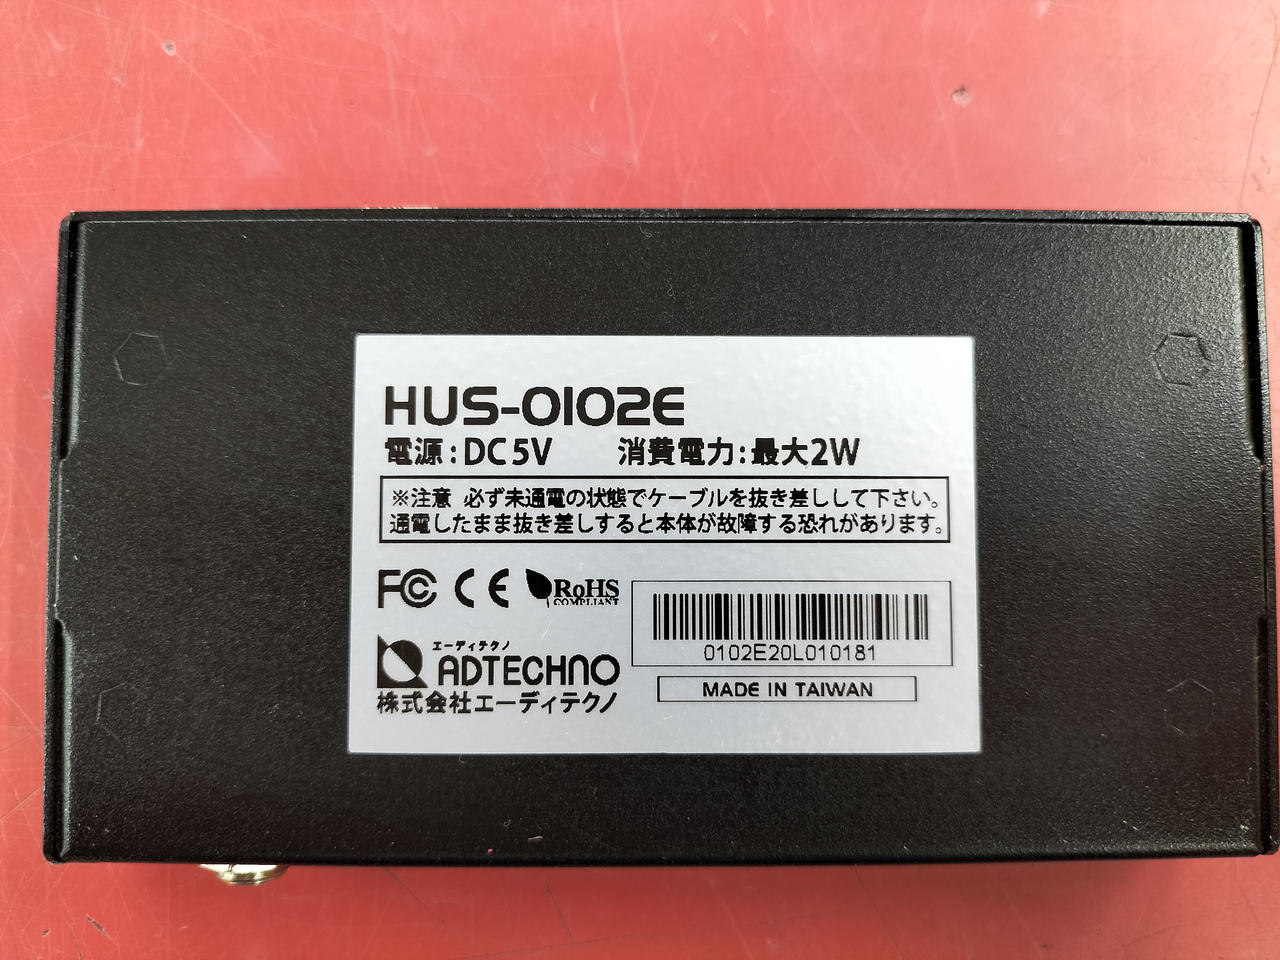 HUS-0102E
電源:DC5V 消費電力:最大2W
※注意 必ず未通電の状態でケーブルを抜き差しして下さい。
通電したまま抜き差しすると本体が故障する恐れがあります。
FC CE RoHS
COMPLIANT
0102E20L010181
エーディテクノ
ADTECHNO
株式会社エーディテクノ
MADE IN TAIWAN